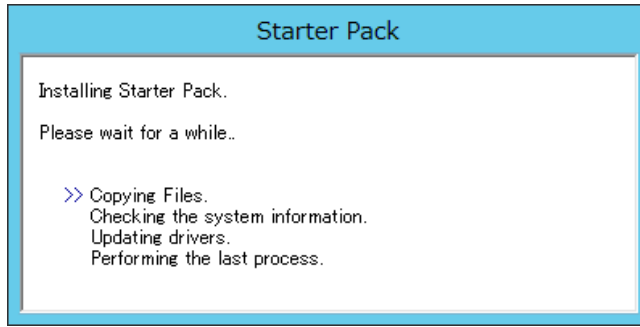 Starter Pack
Installing Starter Pack.
Please wait for a while..
>> Copying Files.
Checking the system information.
Updating drivers.
Performing the last process.